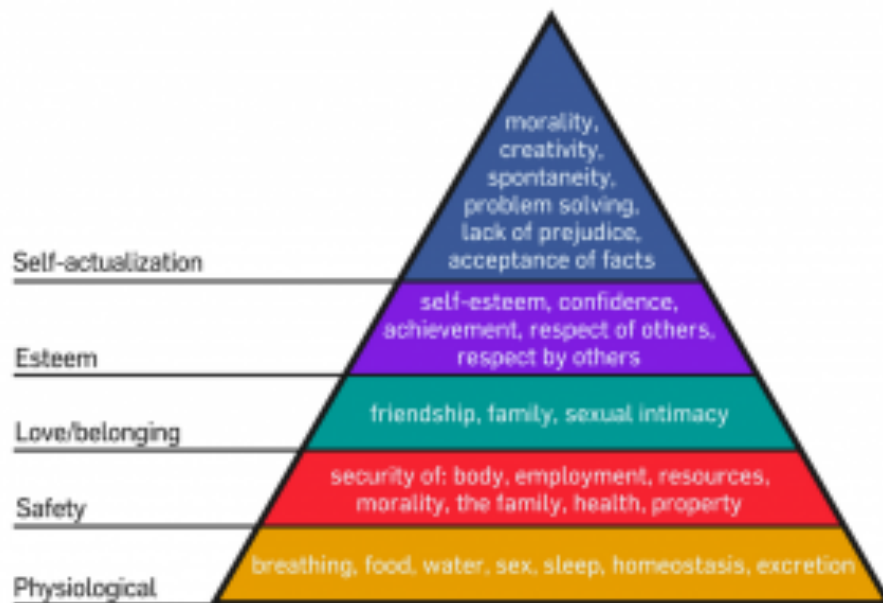 morality,
creativity,
spontaneity,
problem solving,
lack of prejudice,
acceptance of facts
Self-actualization
self-esteem, confidence,
achievement, respect of others,
respect by others
Esteem
friendship, family, sexual intimacy
Love/belonging
security of: body, employment, resources,
morality, the family, health, property
Safety
breathing, food, water, sex, sleep, homeostasis, excretion
Physiological